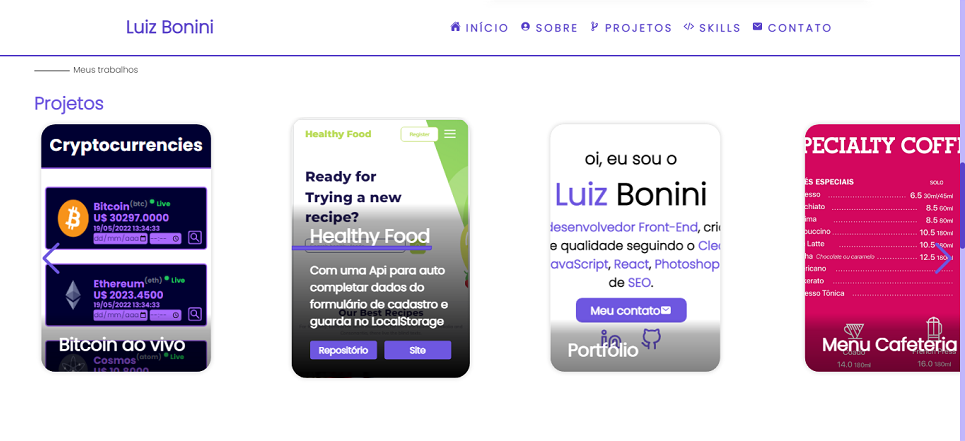 Luiz Bonini
INÍCIO SOBRE PROJETOS SKILLS CONTATO
Meus trabalhos
Projetos
Cryptocurrencies
Bitcoin (btc) Live
U$ 30297.0000
19/05/2022 13:34:33
dd/mm/aaa
Ethereum (eth) Live
U$ 2023.4500
19/05/2022 13:34:33
dd/mm/aaa
Cosmos (atom) Live
U$ 10.8000
Bitcoin ao vivo
Healthy Food
Register
Ready for
Trying a new
recipe?
Healthy Food
Com uma Api para auto
completar dados do
formulário de cadastro e
guarda no LocalStorage
Our Best Recipes
Repositório Site
oi, eu sou o
Luiz Bonini
desenvolvedor Front-End, cri
e qualidade seguindo o Cle
JavaScript, React, Photoshop
de SEO.
Meu contato
Portfólio
PECIALTY COFF
ÉS ESPECIAIS SOLO
esso 6.5 30ml/45ml
chiato 8.5 60ml
ima 8.5 80ml
puccino 10.5 180ml
Latte 10.5 180ml
ha Chocolate ou caramelo 12.5 180ml
ricano
kerato
esso Tônica
Menu Cafeteria
Coado French Press
14.0 180ml 16.0 180ml